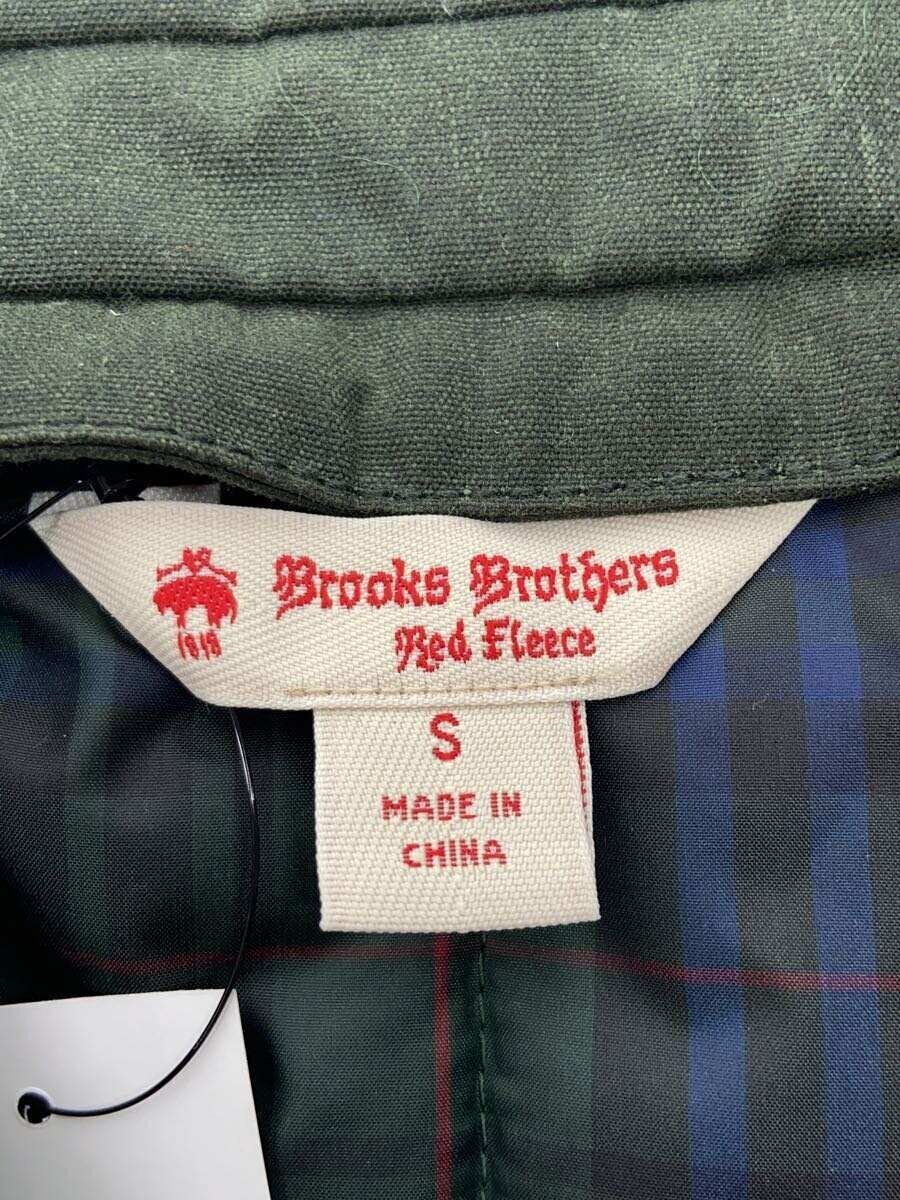 Brooks Brothers
Red Fleece
1818
S
MADE IN
CHINA